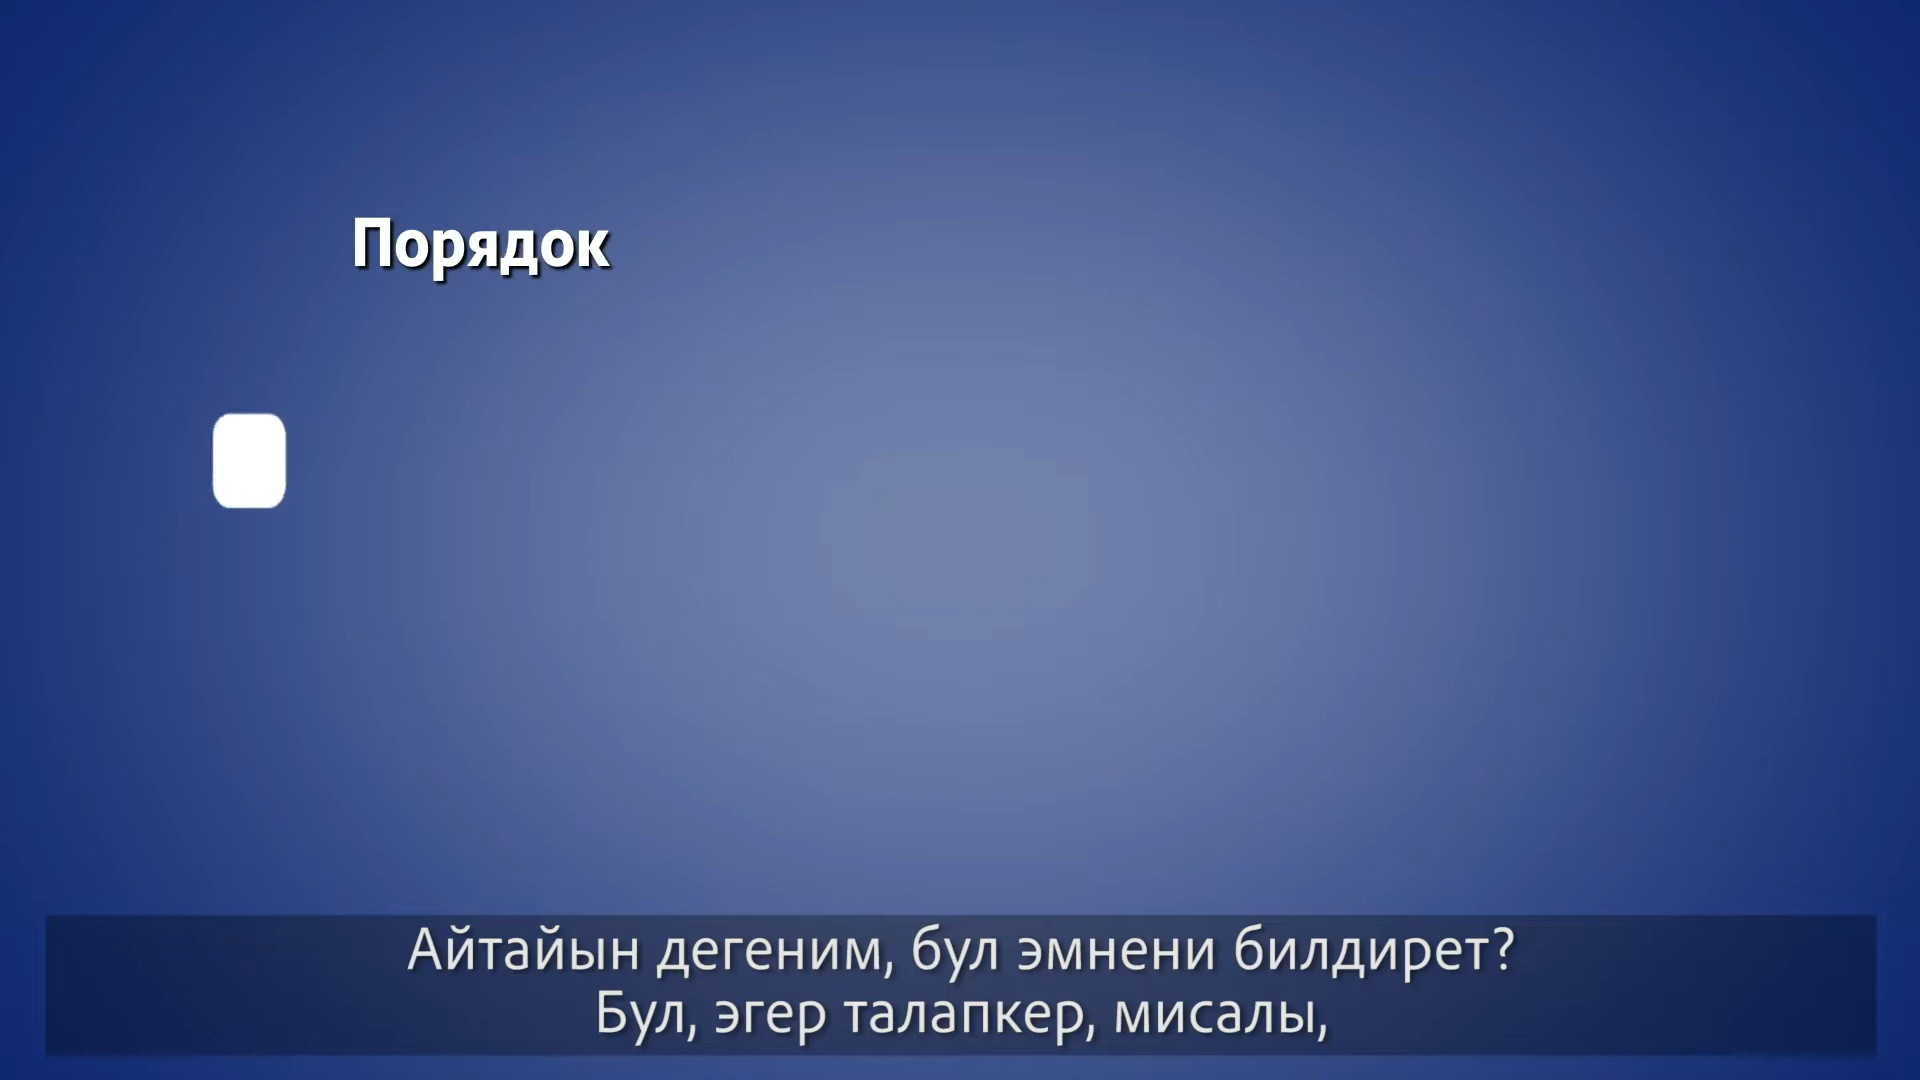 Порядок
Айтайын дегеним, бул эмнени билдирет?
Бул, эгер талапкер, мисалы,